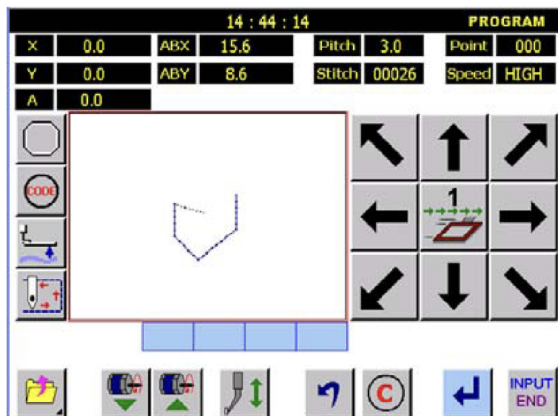 14 : 44 : 14 PROGRAM
X 0.0 ABX 15.6 Pitch 3.0 Point 000
Y 0.0 ABY 8.6 Stitch 00026 Speed HIGH
A 0.0
CODE
1
C
INPUT
END